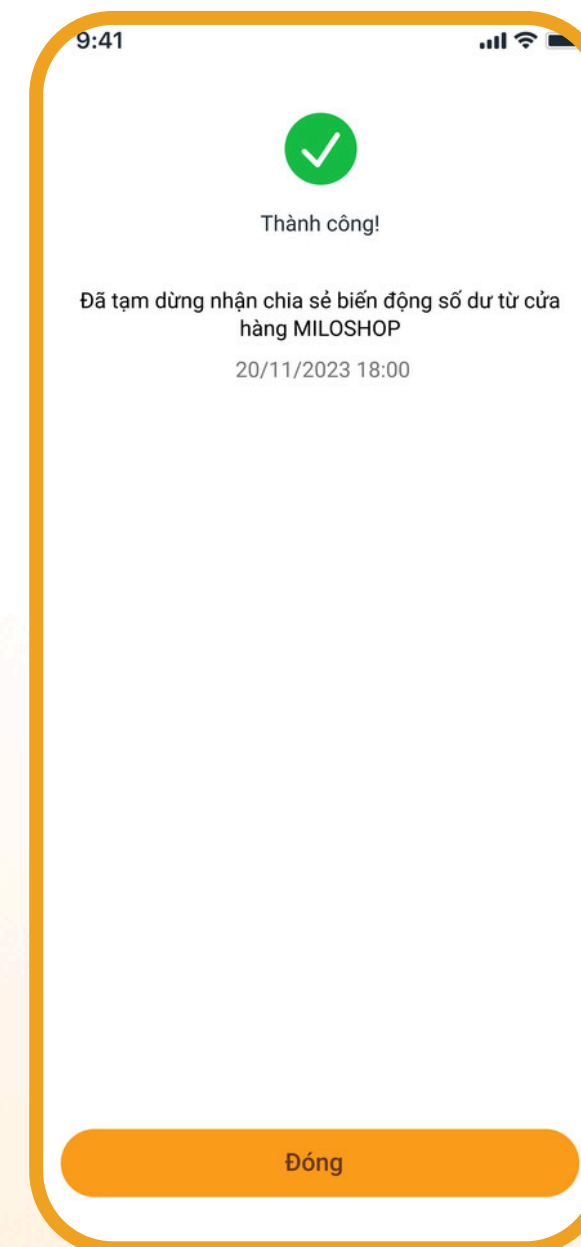 9:41
Thành công!
Đã tạm dừng nhận chia sẻ biến động số dư từ cửa
hàng MILOSHOP
20/11/2023 18:00
Đóng